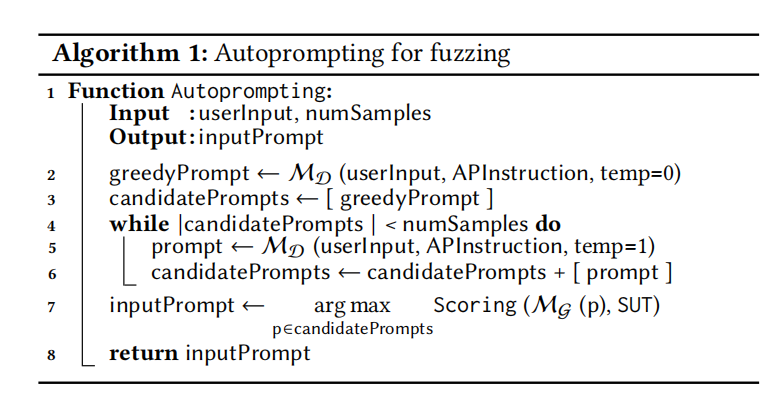 Algorithm 1: Autoprompting for fuzzing
1 Function Autoprompting:
Input : userInput, numSamples
Output: inputPrompt
2 greedyPrompt ← 𝓜𝒟 (userInput, APInstruction, temp=0)
3 candidatePrompts ← [ greedyPrompt ]
4 while |candidatePrompts | < numSamples do
5 prompt ← 𝓜𝒟 (userInput, APInstruction, temp=1)
6 candidatePrompts ← candidatePrompts + [ prompt ]
7 inputPrompt ← arg max Scoring (𝓜𝒢 (p), SUT)
p∈candidatePrompts
8 return inputPrompt